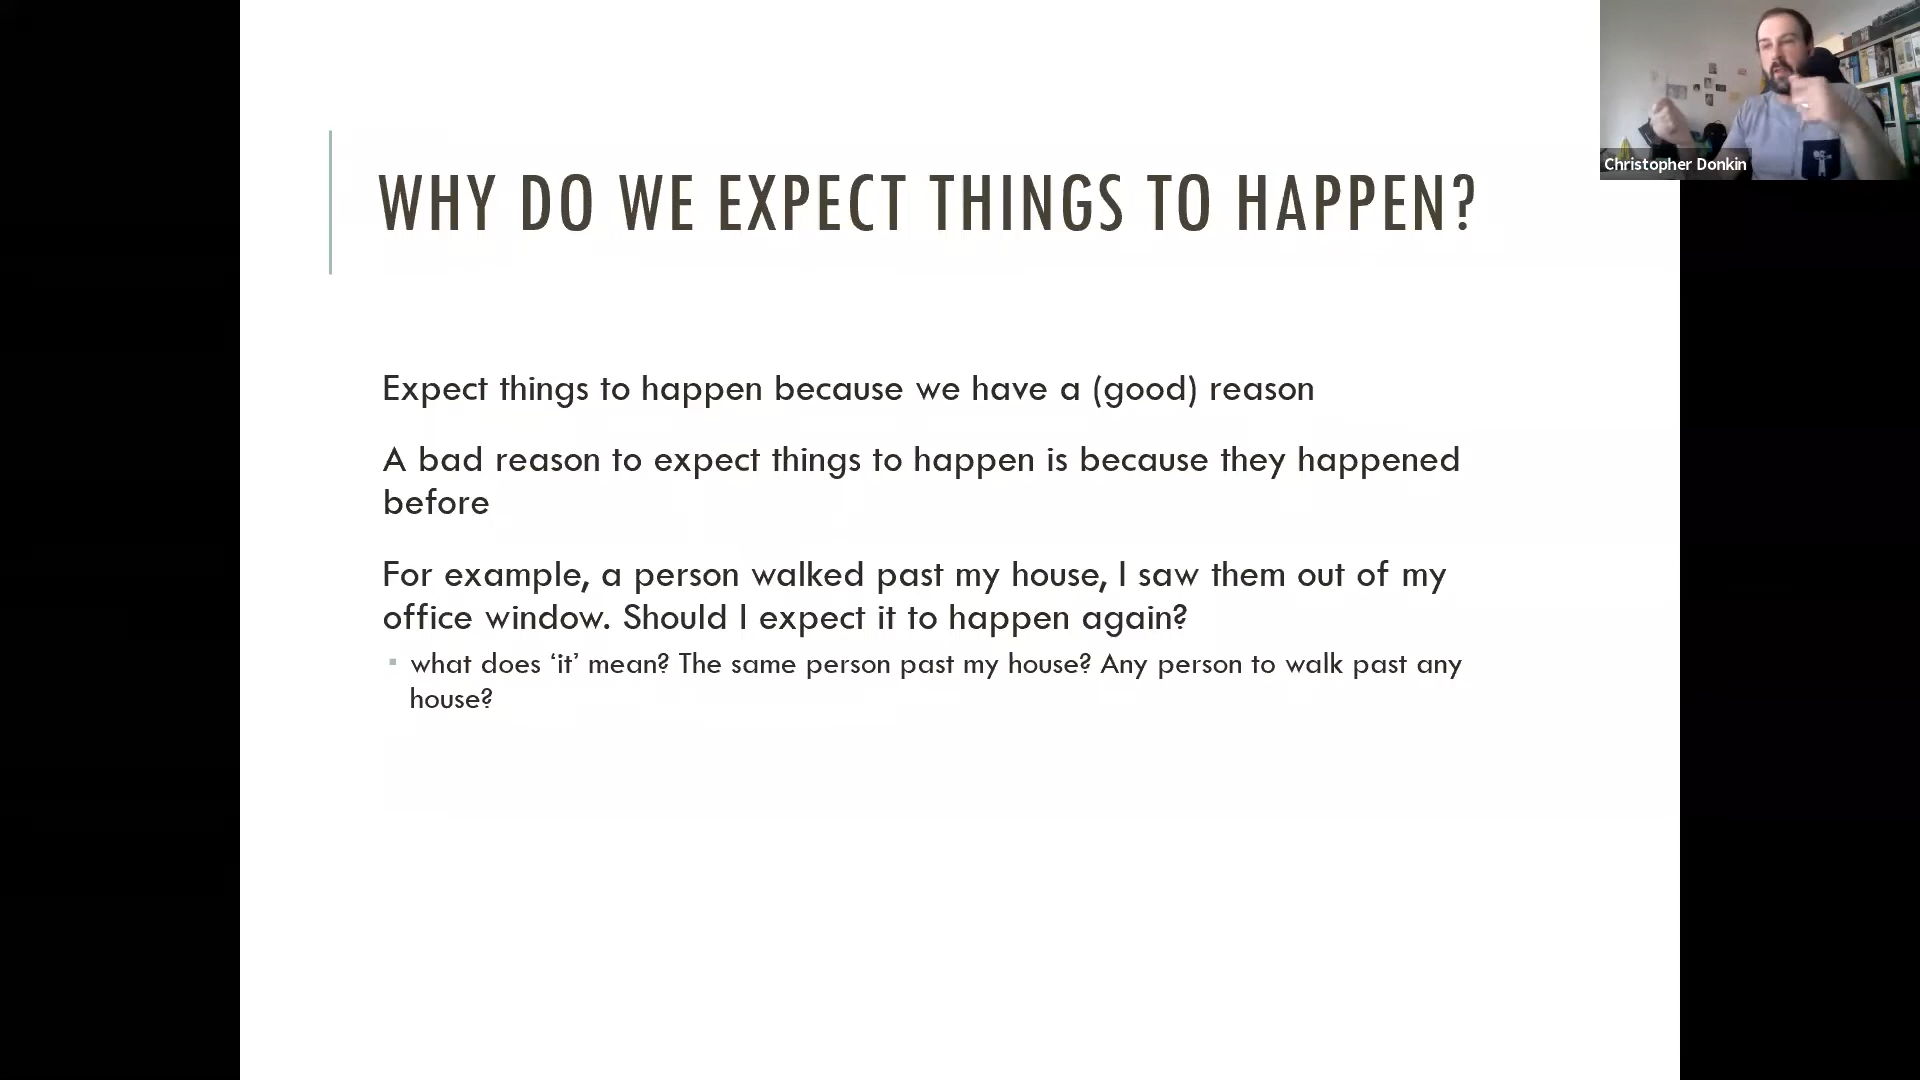 WHY DO WE EXPECT THINGS TO HAPPEN?
Expect things to happen because we have a (good) reason
A bad reason to expect things to happen is because they happened
before
For example, a person walked past my house, I saw them out of my
office window. Should I expect it to happen again?
what does ‘it’ mean? The same person past my house? Any person to walk past any
house?
Christopher Donkin